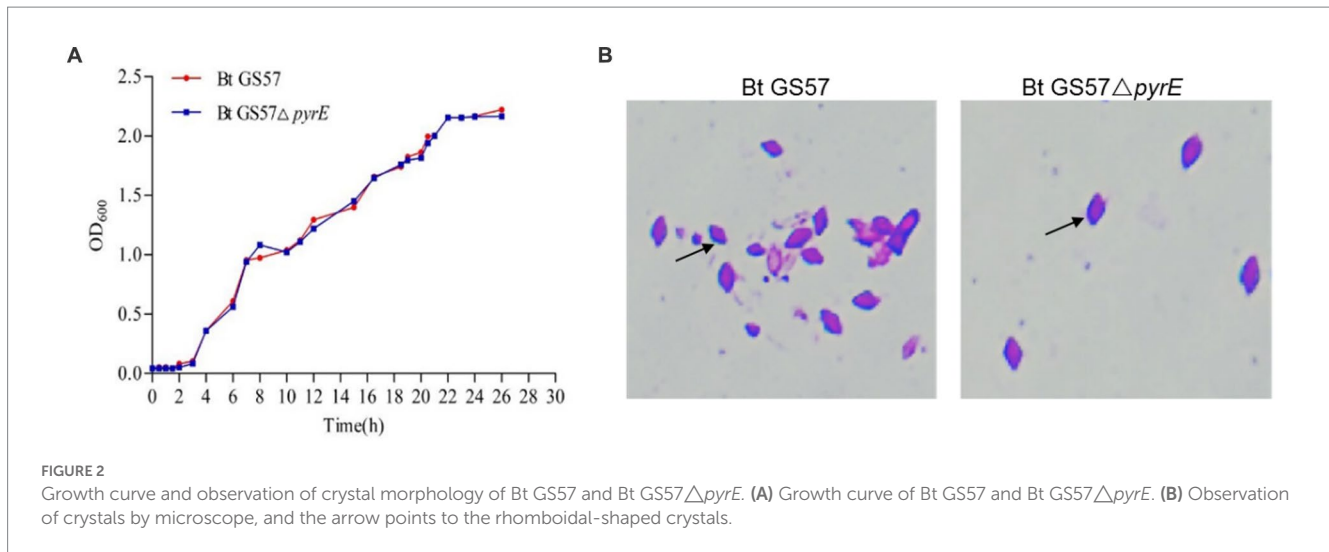 A
Bt GS57
Bt GS57△ pyrE
2.5
2.0
1.5
1.0
0.5
0.0
OD600
0 2 4 6 8 10 12 14 16 18 20 22 24 26 28 30
Time(h)
B
Bt GS57
Bt GS57△pyrE
FIGURE 2
Growth curve and observation of crystal morphology of Bt GS57 and Bt GS57△pyrE. (A) Growth curve of Bt GS57 and Bt GS57△pyrE. (B) Observation
of crystals by microscope, and the arrow points to the rhomboidal-shaped crystals.